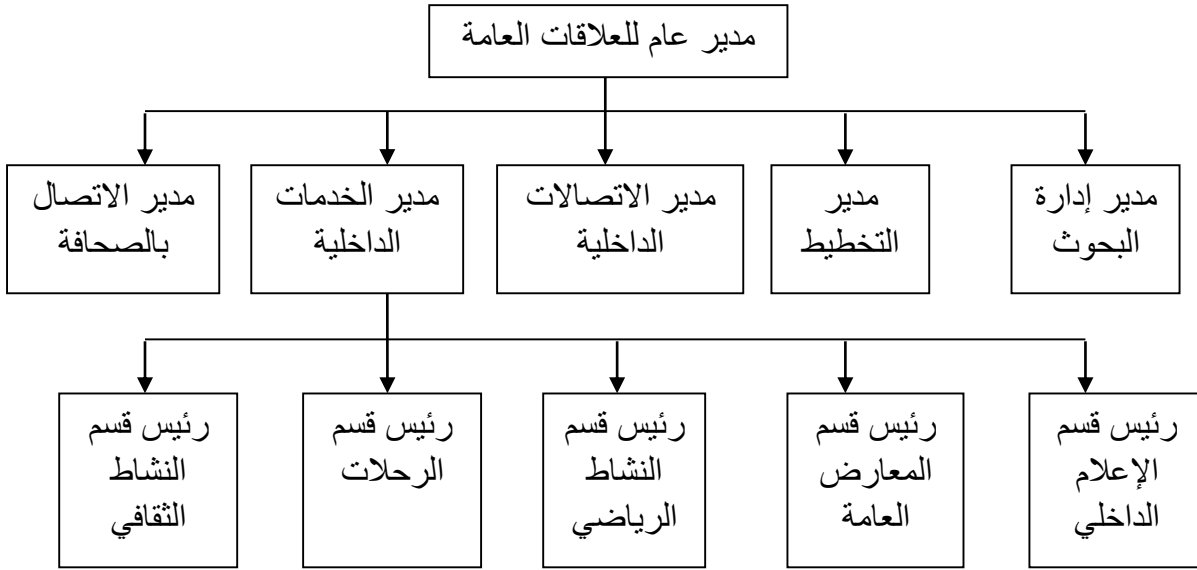 مدير عام للعلاقات العامة
مدير إدارة
البحوث
مدير
التخطيط
مدير الاتصالات
الداخلية
مدير الخدمات
الداخلية
مدير الاتصال
بالصحافة
رئيس قسم
الإعلام
الداخلي
رئيس قسم
المعارض
العامة
رئيس قسم
النشاط
الرياضي
رئيس قسم
الرحلات
رئيس قسم
النشاط
الثقافي